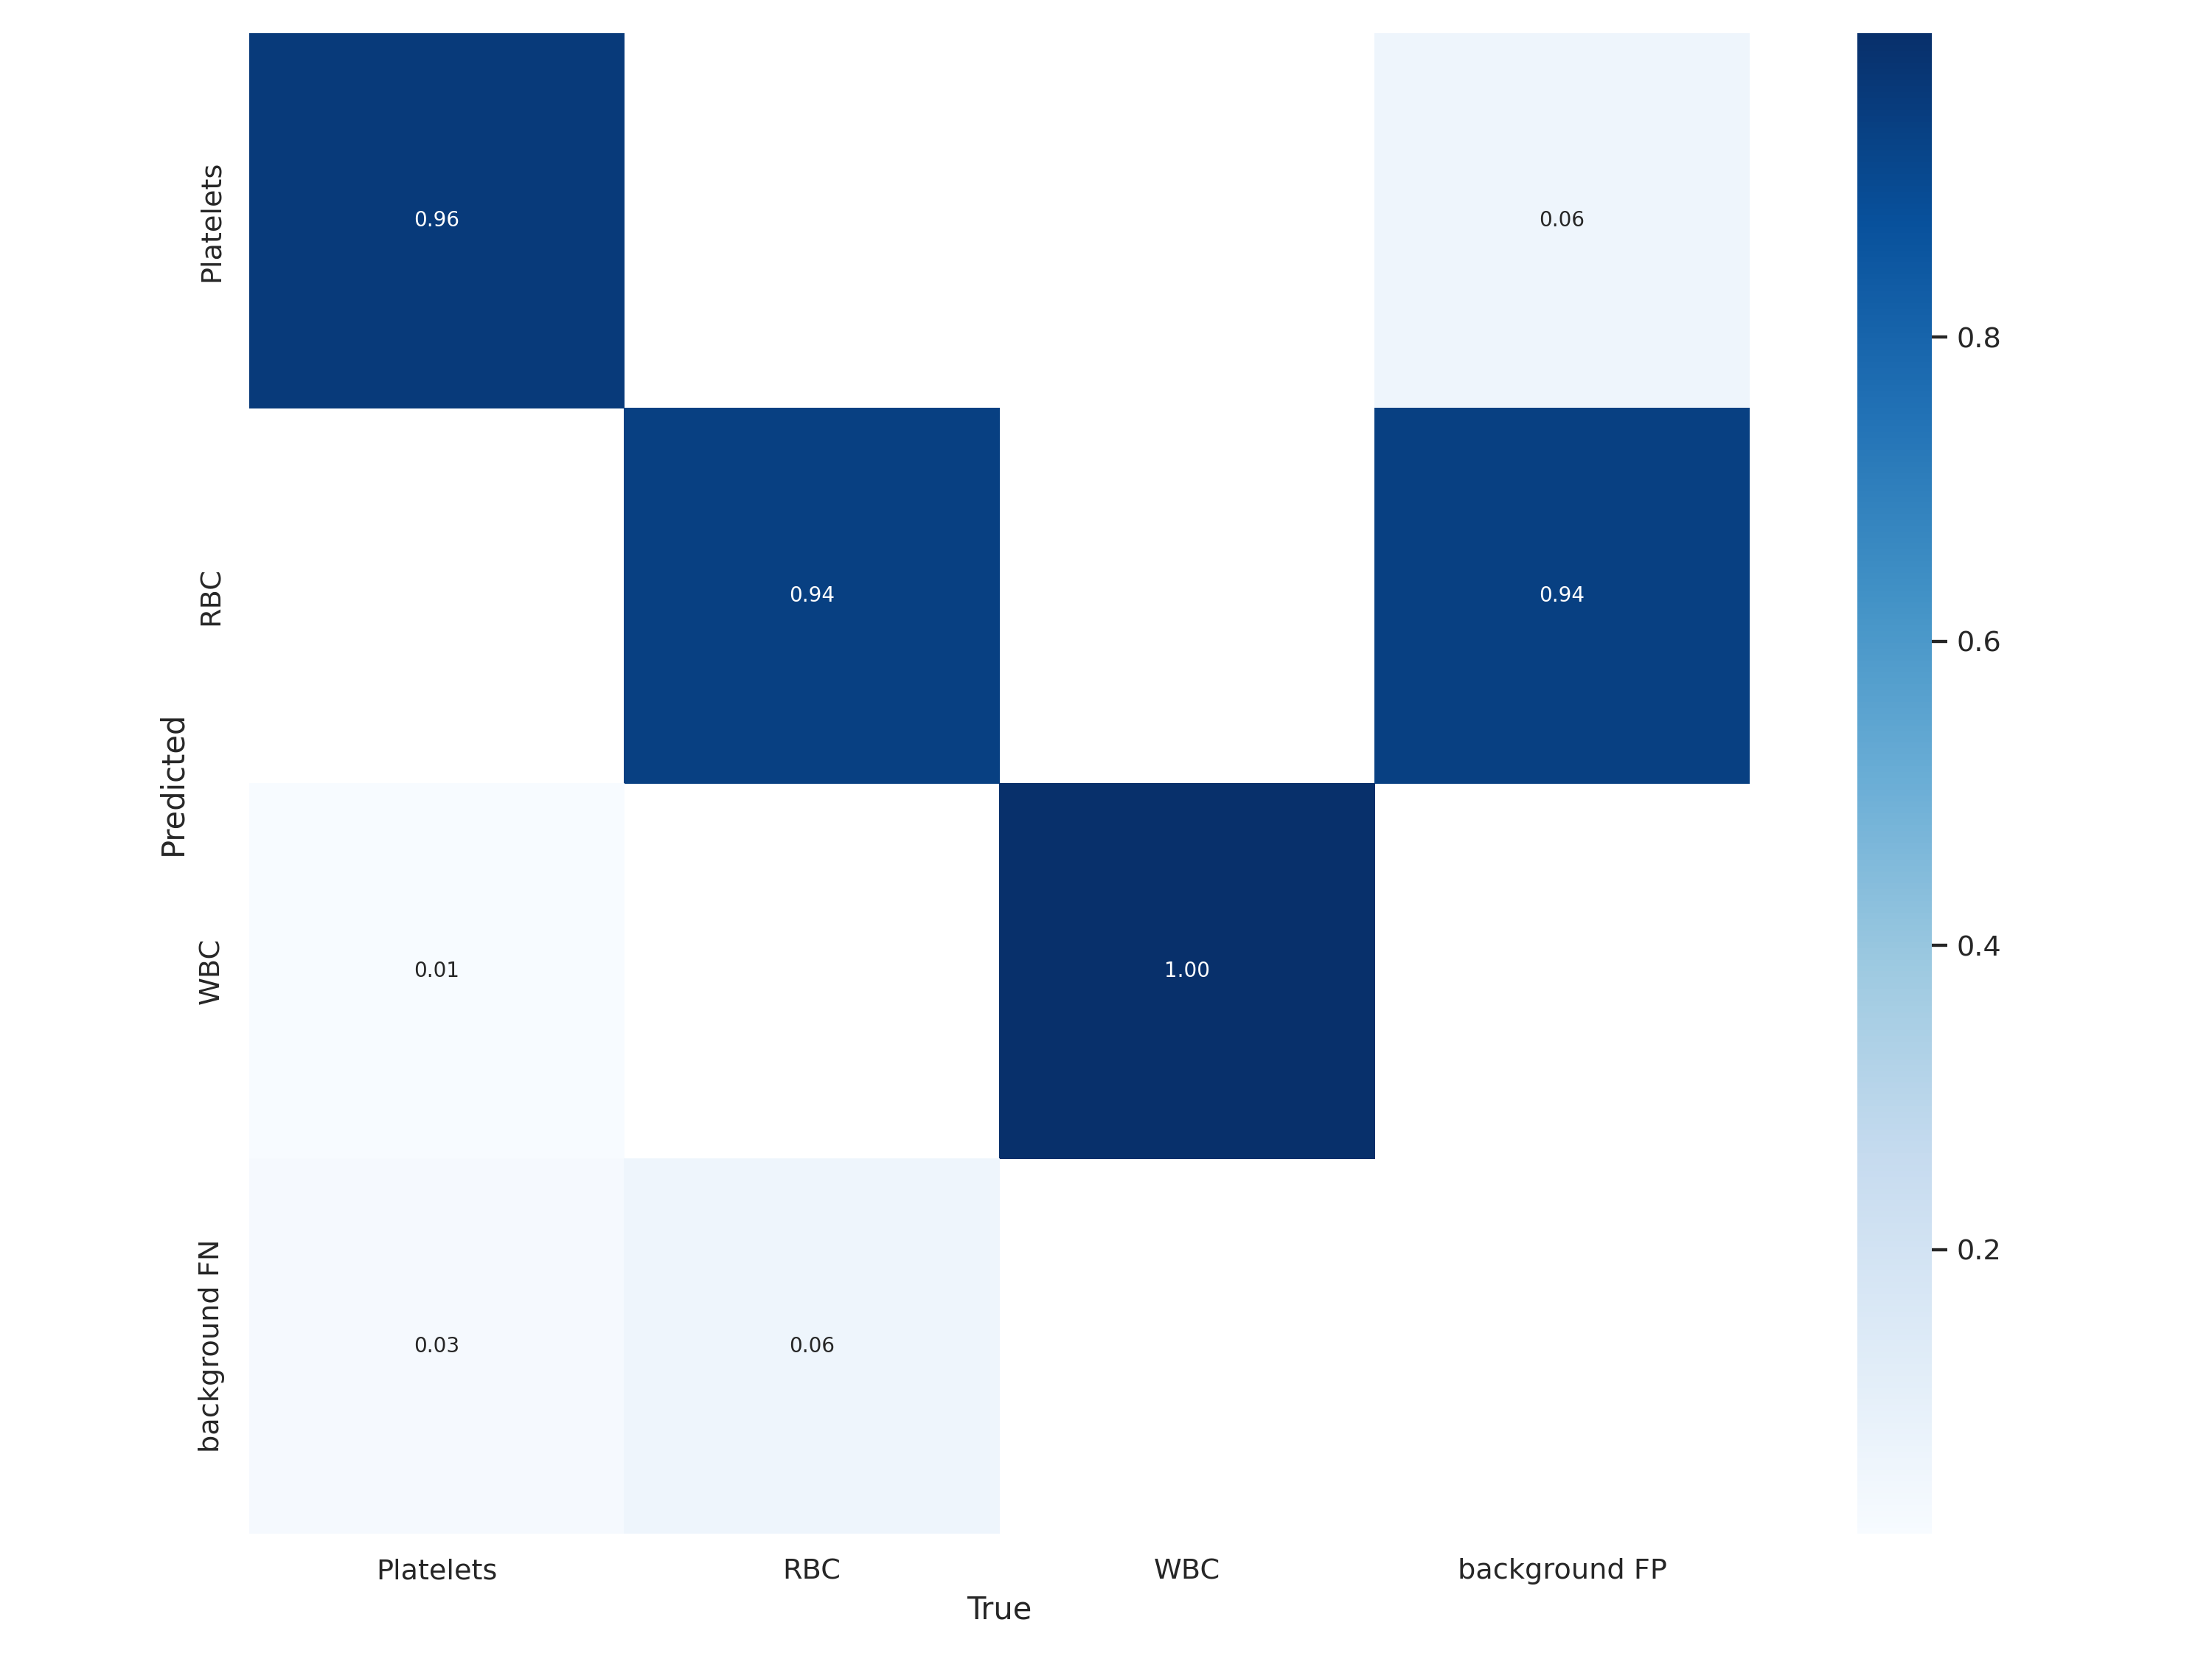 Platelets
0.96
0.06
0.8
RBC
0.94
0.94
0.6
Predicted
WBC
0.01
1.00
0.4
background FN
0.03
0.06
0.2
Platelets
RBC
WBC
background FP
True